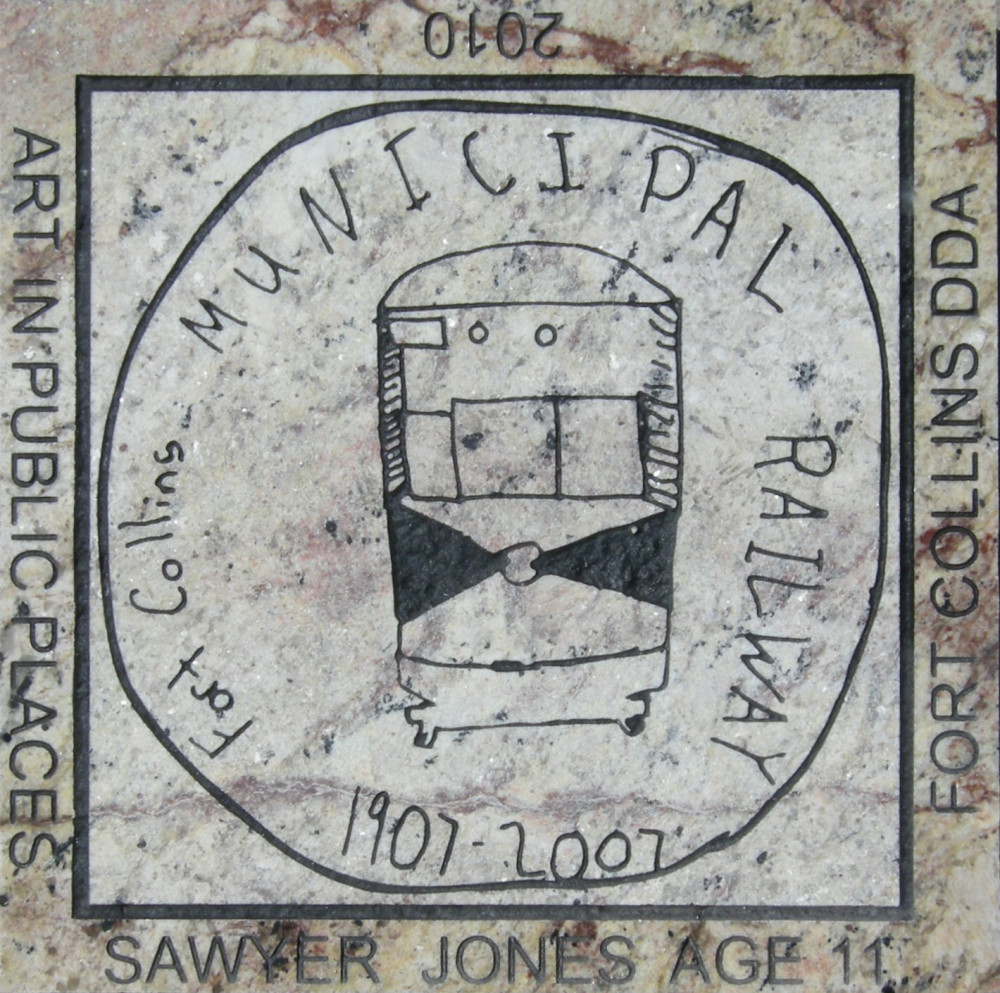 2010
ART IN PUBLIC PLACES
FORT COLLINS DDA
Fort Collins
MUNICIPAL
RAILWAY
1907-2007
SAWYER JONES AGE 11